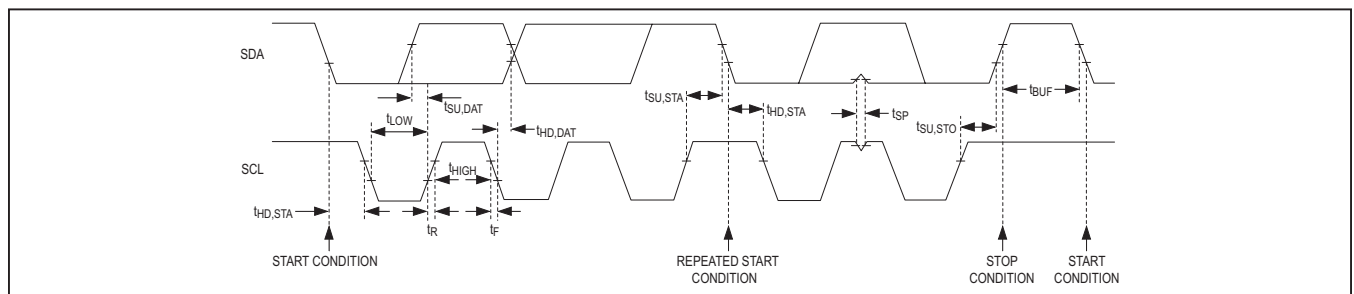 SDA
tSU,DAT
tLOW
tHD,DAT
tSU,STA
tHD,STA
tSP
tBUF
tSU,STO
SCL
tHIGH
tHD,STA
tR
tF
START CONDITION
REPEATED START
CONDITION
STOP
CONDITION
START
CONDITION